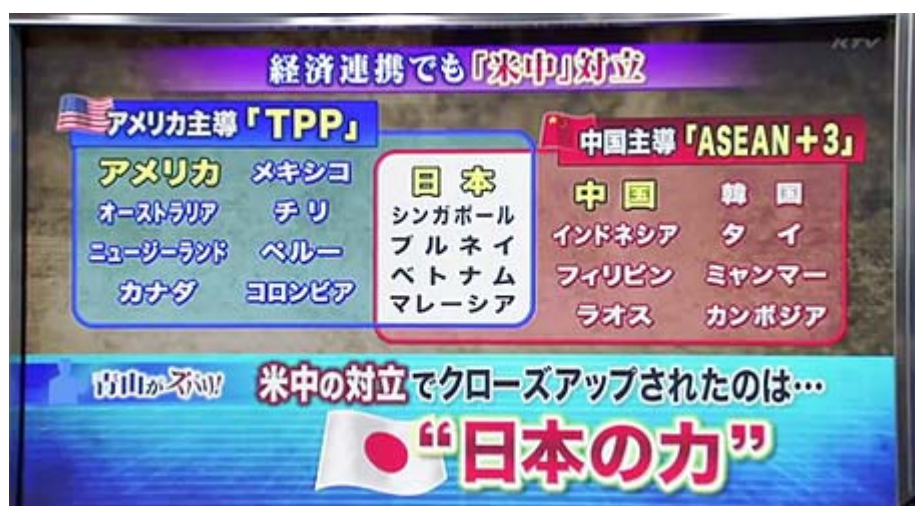 KTV
経済連携でも「米中」対立
アメリカ主導「TPP」
アメリカ メキシコ
オーストラリア チリ
ニュージーランド ペルー
カナダ コロンビア
日本
シンガポール
ブルネイ
ベトナム
マレーシア
中国主導「ASEAN+3」
中国 韓国
インドネシア タイ
フィリピン ミャンマー
ラオス カンボジア
青山がズバリ!
米中の対立でクローズアップされたのは…
“日本の力”